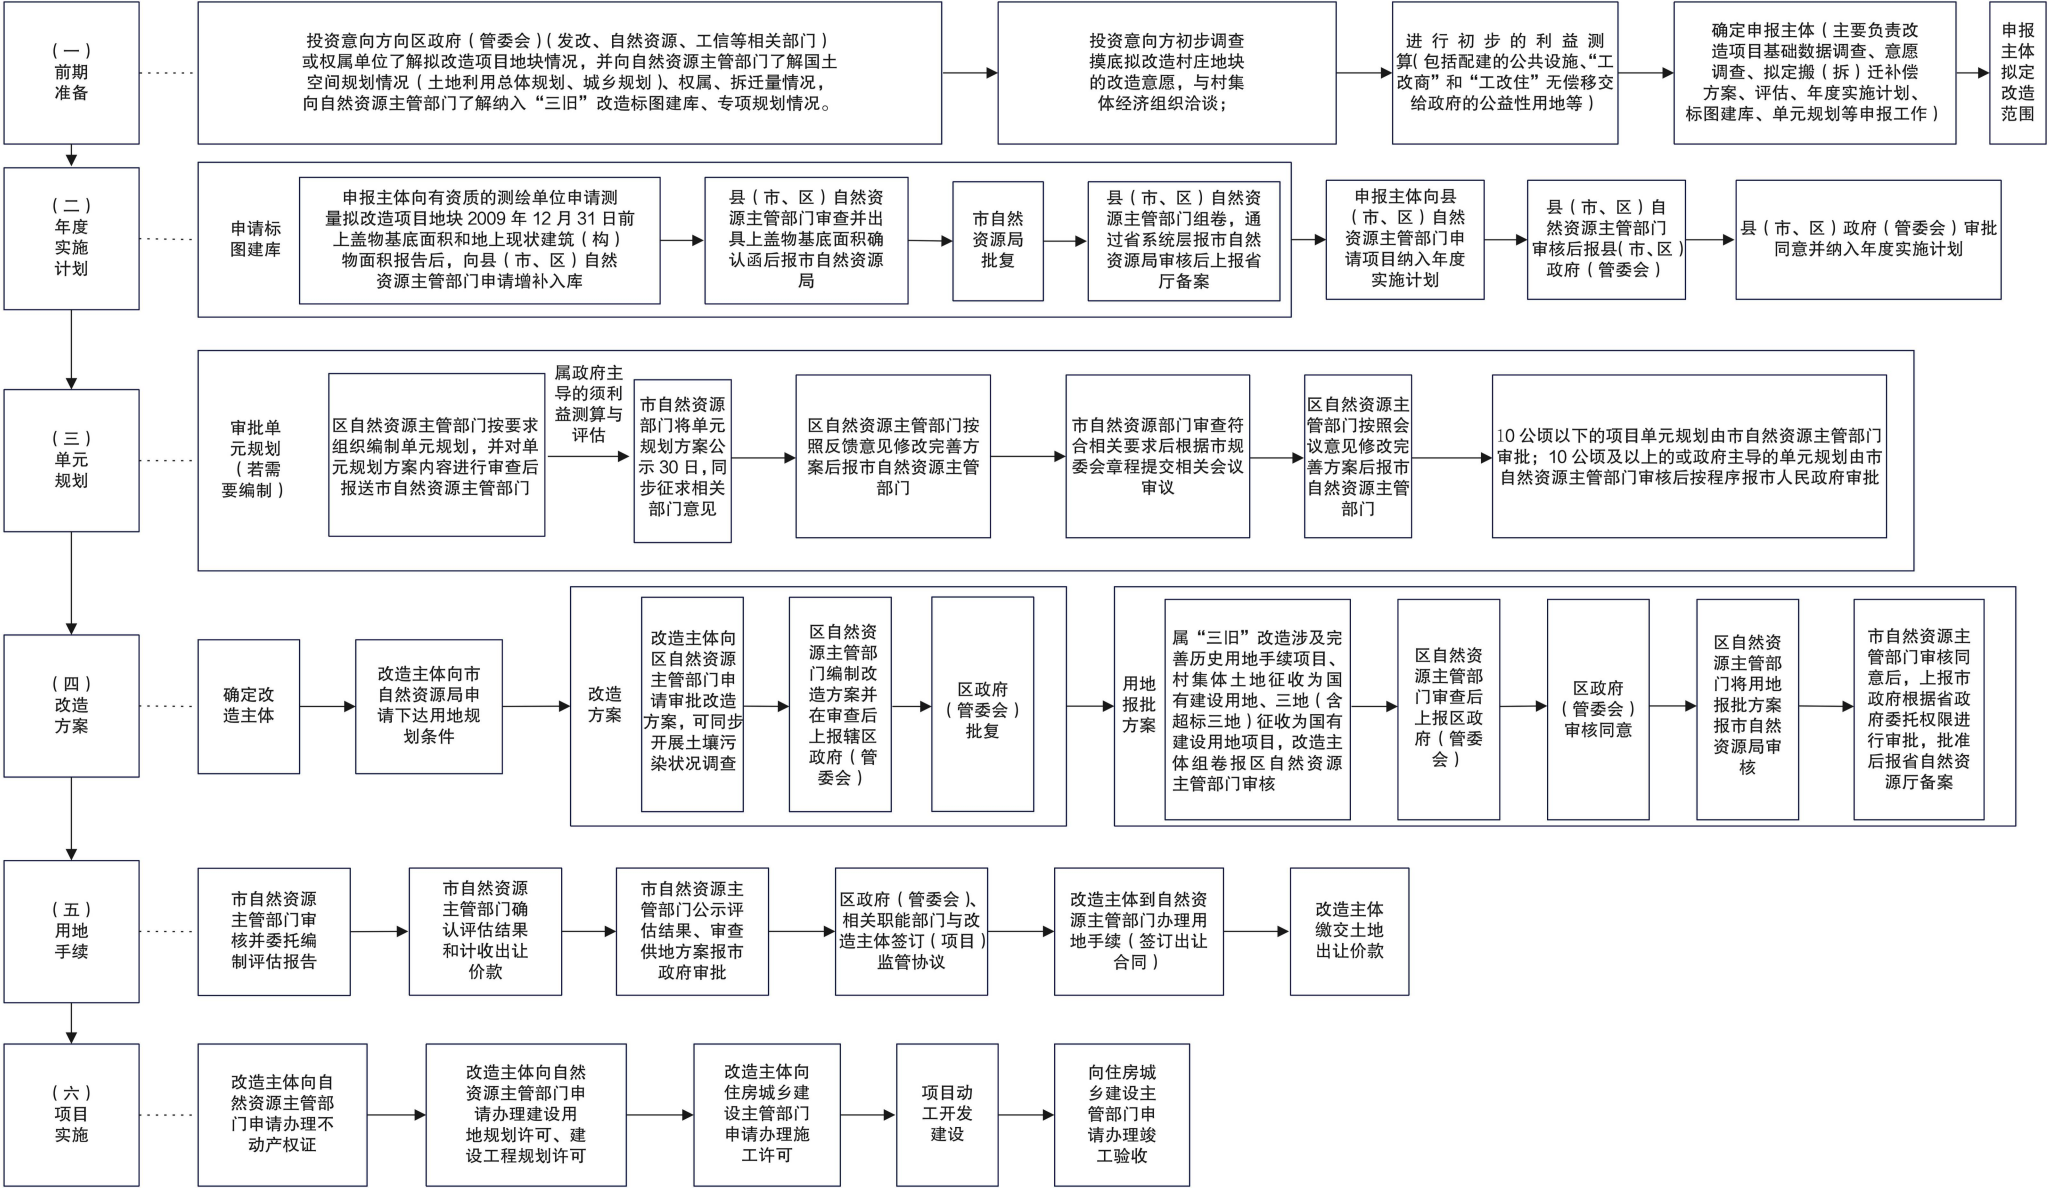 （一）
前期
准备
投资意向方向区政府（管委会）（发改、自然资源、工信等相关部门）
或权属单位了解拟改造项目地块情况，并向自然资源主管部门了解国土
空间规划情况（土地利用总体规划、城乡规划）、权属、拆迁量情况，
向自然资源主管部门了解纳入“三旧”改造标图建库、专项规划情况。
投资意向方初步调查
摸底拟改造村庄地块
的改造意愿，与村集
体经济组织洽谈；
进行初步的利益测
算（包括配建的公共设施、“工
改商”和“工改住”无偿移交
给政府的公益性用地等）
确定申报主体（主要负责改
造项目基础数据调查、意愿
调查、拟定搬（拆）迁补偿
方案、评估、年度实施计划、
标图建库、单元规划等申报工作）
申报
主体
拟定
改造
范围
（二）
年度
实施
计划
申请标
图建库
申报主体向有资质的测绘单位申请测
量拟改造项目地块 2009 年 12 月 31 日前
上盖物基底面积和地上现状建筑（构）
物面积报告后，向县（市、区）自然
资源主管部门申请增补入库
县（市、区）自然资
源主管部门审查并出
具上盖物基底面积确
认函后报市自然资源
局
市自然
资源局
批复
县（市、区）自然资
源主管部门组卷，通
过省系统层报市自然
资源局审核后上报省
厅备案
申报主体向县
（市、区）自然
资源主管部门申
请项目纳入年度
实施计划
县（市、区）自
然资源主管部门
审核后报县（市、区）
政府（管委会）
县（市、区）政府（管委会）审批
同意并纳入年度实施计划
（三）
单元
规划
审批单
元规划
（若需
要编制）
区自然资源主管部门按要求
组织编制单元规划，并对单
元规划方案内容进行审查后
报送市自然资源主管部门
属政府主
导的须利
益测算与
评估
市自然资源
部门将单元
规划方案公
示 30 日，同
步征求相关
部门意见
区自然资源主管部门按
照反馈意见修改完善方
案后报市自然资源主管
部门
市自然资源部门审查符
合相关要求后根据市规
委会章程提交相关会议
审议
区自然资源主
管部门按照会
议意见修改完
善方案后报市
自然资源主管
部门
10 公顷以下的项目单元规划由市自然资源主管部门
审批；10 公顷及以上的或政府主导的单元规划由市
自然资源主管部门审核后按程序报市人民政府审批
（四）
改造
方案
确定改
造主体
改造主体向市
自然资源局申
请下达用地规
划条件
改造
方案
改造主体向
区自然资源
主管部门申
请审批改造
方案，可同步
开展土壤污
染状况调查
区自然资
源主管部
门编制改
造方案并
在审查后
上报辖区
政府（管
委会）
区政府
（管委会）
批复
用地
报批
方案
属“三旧”改造涉及完
善历史用地手续项目、
村集体土地征收为国
有建设用地、三地（含
超标三地）征收为国有
建设用地项目，改造主
体组卷报区自然资源
主管部门审核
区自然资
源主管部
门审查后
上报区政
府（管委
会）
区政府
（管委会）
审核同意
区自然资
源主管部
门将用地
报批方案
报市自然
资源局审
核
市自然资源主
管部门审核同
意后，上报市
政府根据省政
府委托权限进
行审批，批准
后报省自然资
源厅备案
（五）
用地
手续
市自然资源
主管部门审
核并委托编
制评估报告
市自然资源
主管部门确
认评估结果
和计收出让
价款
市自然资源主
管部门公示评
估结果、审查
供地方案报市
政府审批
区政府（管委会）、
相关职能部门与改
造主体签订（项目）
监管协议
改造主体到自然资
源主管部门办理用
地手续（签订出让
合同）
改造主体
缴交土地
出让价款
（六）
项目
实施
改造主体向自
然资源主管部
门申请办理不
动产权证
改造主体向自然
资源主管部门申
请办理建设用
地规划许可、建
设工程规划许可
改造主体向
住房城乡建
设主管部门
申请办理施
工许可
项目动
工开发
建设
向住房城
乡建设主
管部门申
请办理竣
工验收